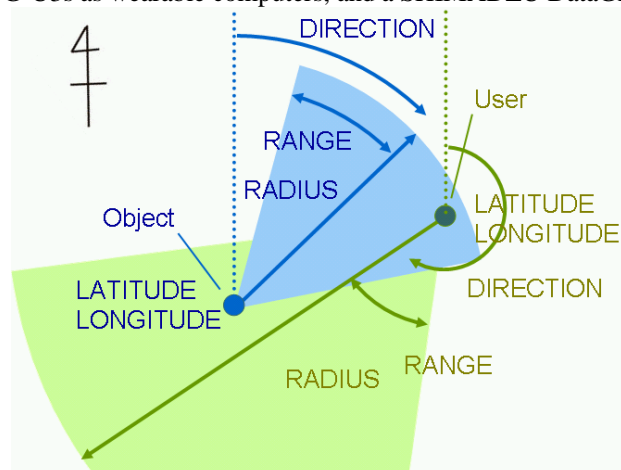 DIRECTION
User
RANGE
RADIUS
Object
LATITUDE
LONGITUDE
LATITUDE
LONGITUDE
DIRECTION
RADIUS
RANGE